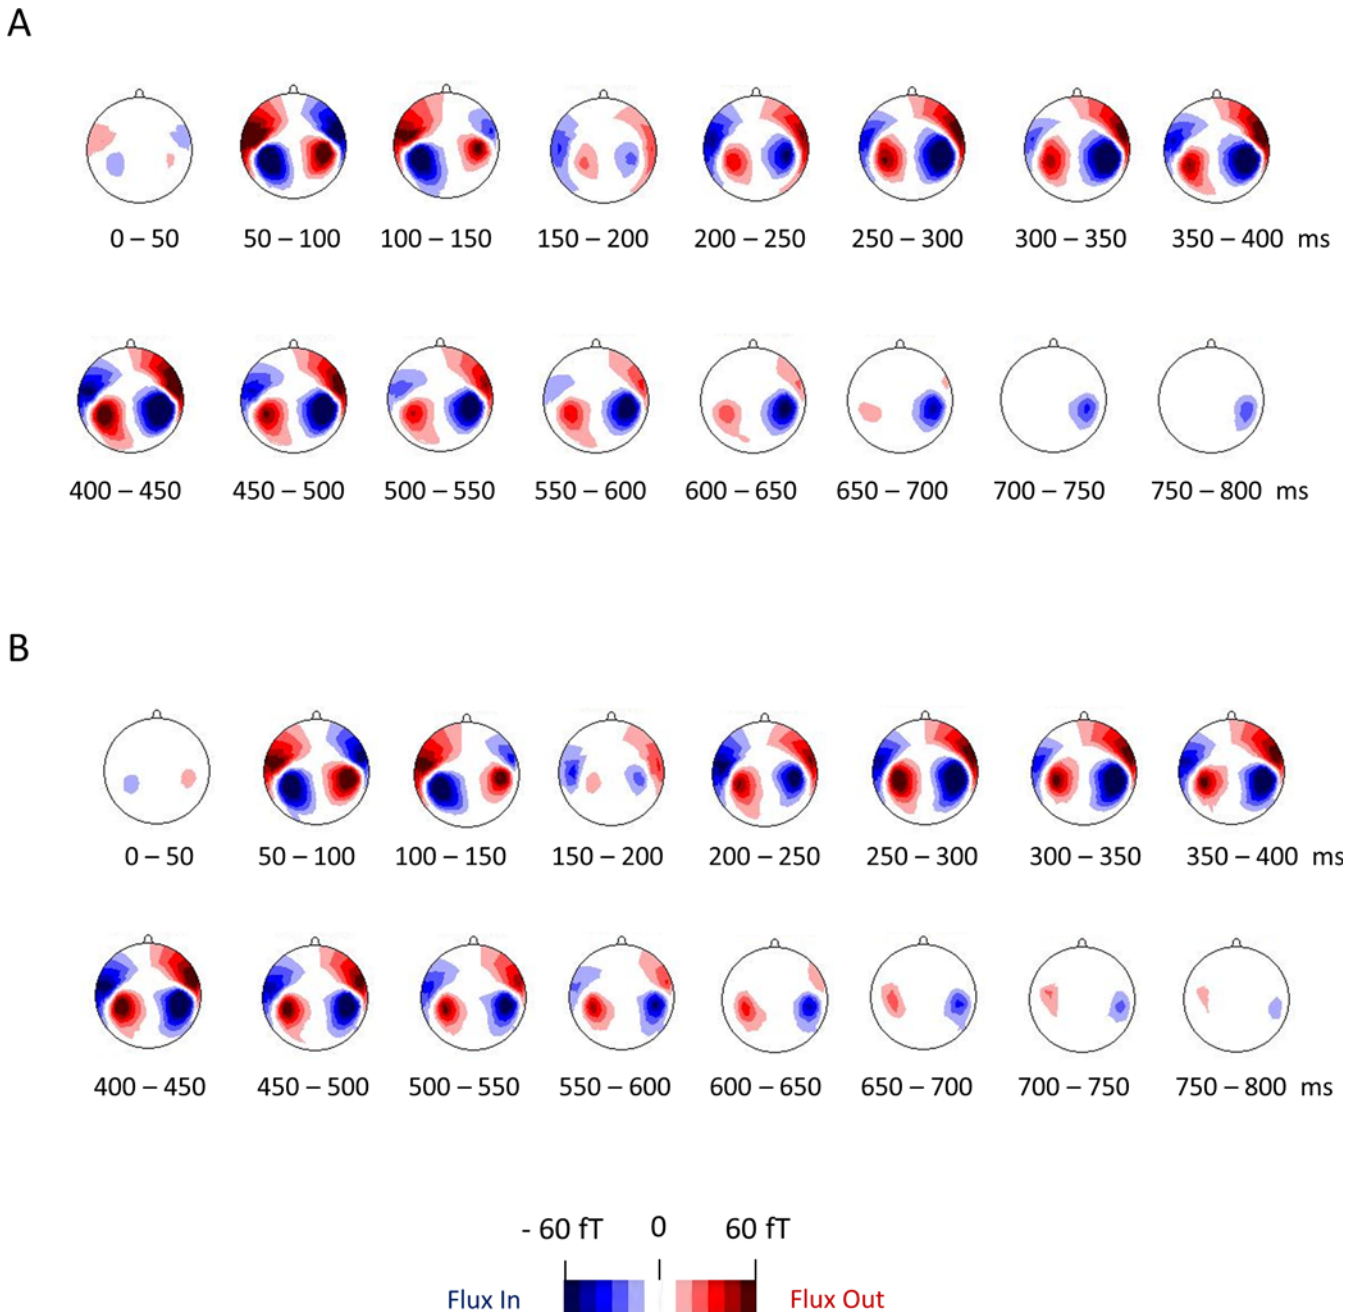 A
0 – 50 50 – 100 100 – 150 150 – 200 200 – 250 250 – 300 300 – 350 350 – 400 ms
400 – 450 450 – 500 500 – 550 550 – 600 600 – 650 650 – 700 700 – 750 750 – 800 ms
B
0 – 50 50 – 100 100 – 150 150 – 200 200 – 250 250 – 300 300 – 350 350 – 400 ms
400 – 450 450 – 500 500 – 550 550 – 600 600 – 650 650 – 700 700 – 750 750 – 800 ms
- 60 fT 0 60 fT
Flux In Flux Out